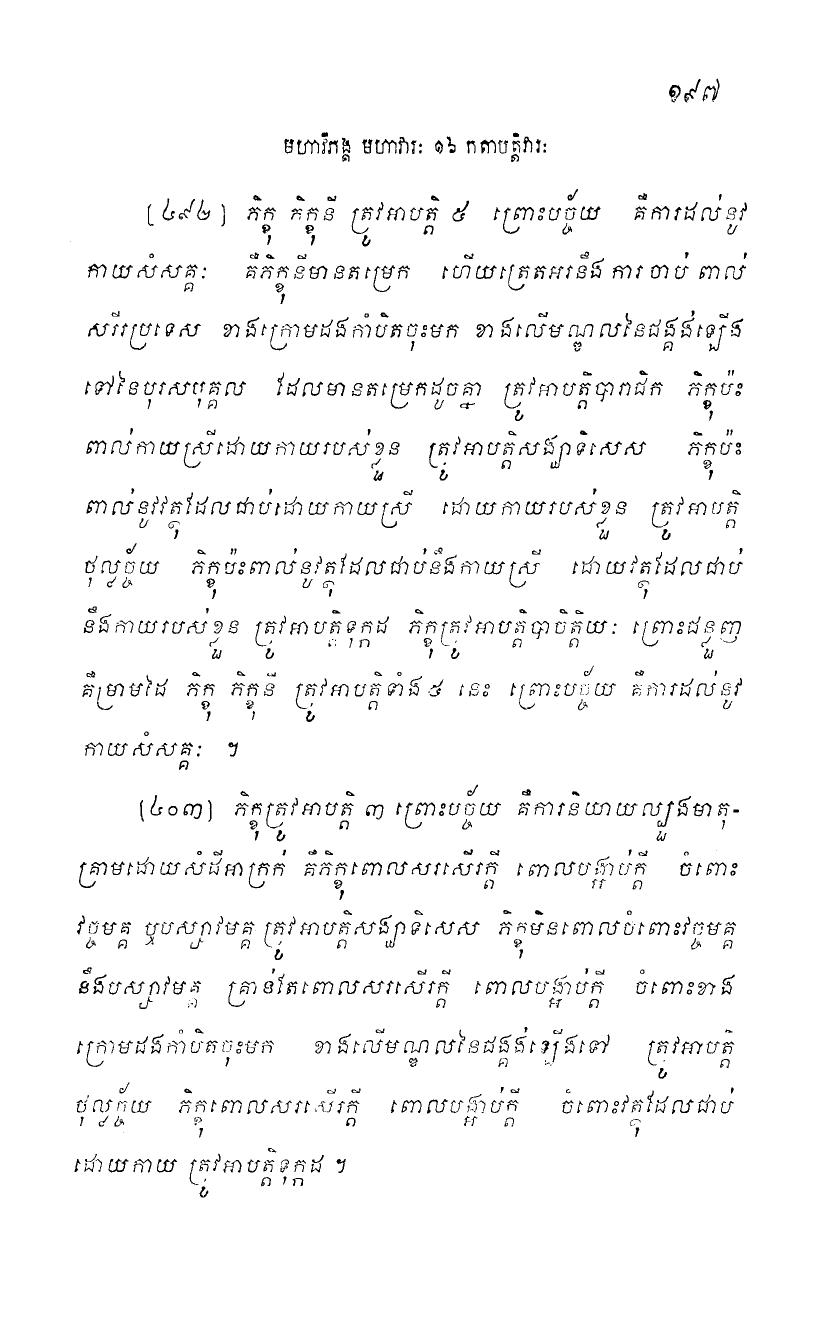 ១៩៧
មហាវិភង្គ មហាវារៈ ១៦ កតាបត្តិវារៈ
[៤៩២] ភិក្ខុ ភិក្ខុនី ត្រូវអាបត្តិ ៥ ព្រោះបច្ច័យ គឺការដល់នូវ
កាយសំសគ្គៈ គឺភិក្ខុនីមានតម្រេក ហើយត្រេតអរនឹង ការចាប់ ពាល់
សរីរប្រទេស ខាងក្រោមដងកាំបិតចុះមក ខាងលើមណ្ឌលនៃជង្គង់ឡើង
ទៅនៃបុរសបុគ្គល ដែលមានតម្រេកដូចគ្នា ត្រូវអាបត្តិបារាជិក ភិក្ខុប៉ះ
ពាល់កាយស្រីដោយកាយរបស់ខ្លួន ត្រូវអាបត្តិសង្ឃាទិសេស ភិក្ខុប៉ះ
ពាល់នូវវត្ថុដែលជាប់ដោយកាយស្រី ដោយកាយរបស់ខ្លួន ត្រូវអាបត្តិ
ថុល្លច្ច័យ ភិក្ខុប៉ះពាល់នូវវត្ថុដែលជាប់នឹងកាយស្រី ដោយវត្ថុដែលជាប់
នឹងកាយរបស់ខ្លួន ត្រូវអាបត្តិទុក្កដ ភិក្ខុត្រូវអាបត្តិបាចិត្តិយៈ ព្រោះជន្លួញ
គឺម្រាមដៃ ភិក្ខុ ភិក្ខុនី ត្រូវអាបត្តិទាំង៥ នេះ ព្រោះបច្ច័យ គឺការដល់នូវ
កាយសំសគ្គៈ ។
[៤០៣] ភិក្ខុត្រូវអាបត្តិ ៣ ព្រោះបច្ច័យ គឺការនិយាយល្បួងមាតុ-
គ្រាមដោយសំដីអាក្រក់ គឺភិក្ខុពោលសរសើរក្តី ពោលបង្អាប់ក្តី ចំពោះ
វច្ចមគ្គ ឬបស្សាវមគ្គ ត្រូវអាបត្តិសង្ឃាទិសេស ភិក្ខុមិនពោលចំពោះវច្ចមគ្គ
នឹងបស្សាវមគ្គ គ្រាន់តែពោលសរសើរក្តី ពោលបង្អាប់ក្តី ចំពោះខាង
ក្រោមដងកាំបិតចុះមក ខាងលើមណ្ឌលនៃជង្គង់ឡើងទៅ ត្រូវអាបត្តិ
ថុល្លច្ច័យ ភិក្ខុពោលសរសើរក្តី ពោលបង្អាប់ក្តី ចំពោះវត្ថុដែលជាប់
ដោយកាយ ត្រូវអាបត្តិទុក្កដ ។